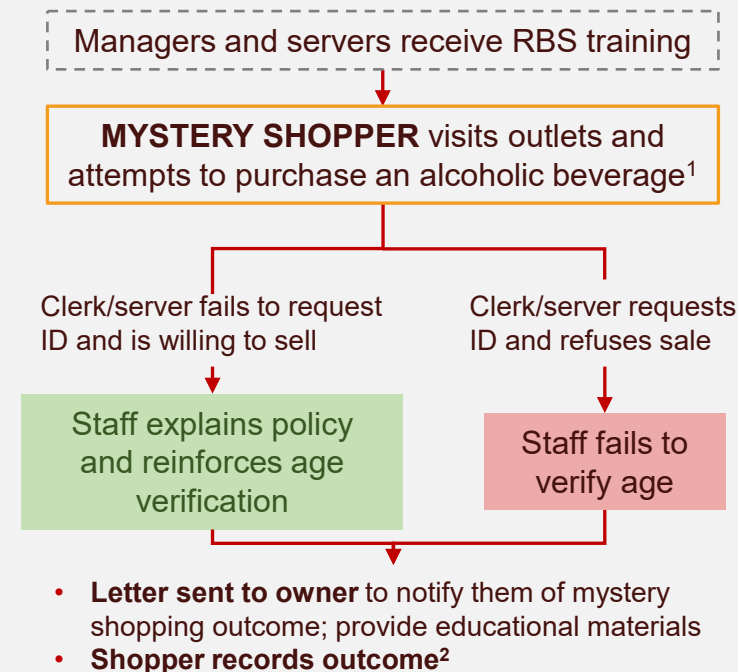 Managers and servers receive RBS training
MYSTERY SHOPPER visits outlets and
attempts to purchase an alcoholic beverage¹
Clerk/server fails to request
ID and is willing to sell
Clerk/server requests
ID and refuses sale
Staff explains policy
and reinforces age
verification
Staff fails to
verify age
• Letter sent to owner to notify them of mystery
shopping outcome; provide educational materials
• Shopper records outcome²